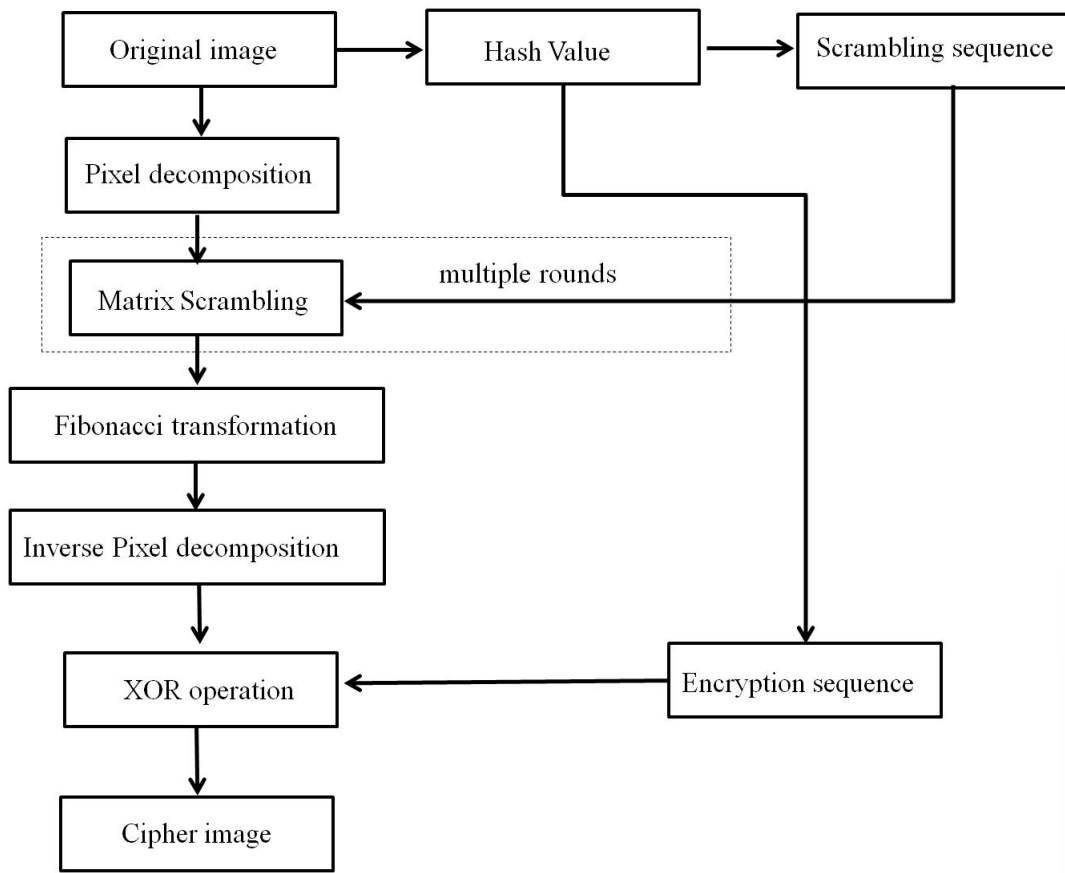 Original image
Hash Value
Scrambling sequence
Pixel decomposition
multiple rounds
Matrix Scrambling
Fibonacci transformation
Inverse Pixel decomposition
XOR operation
Encryption sequence
Cipher image